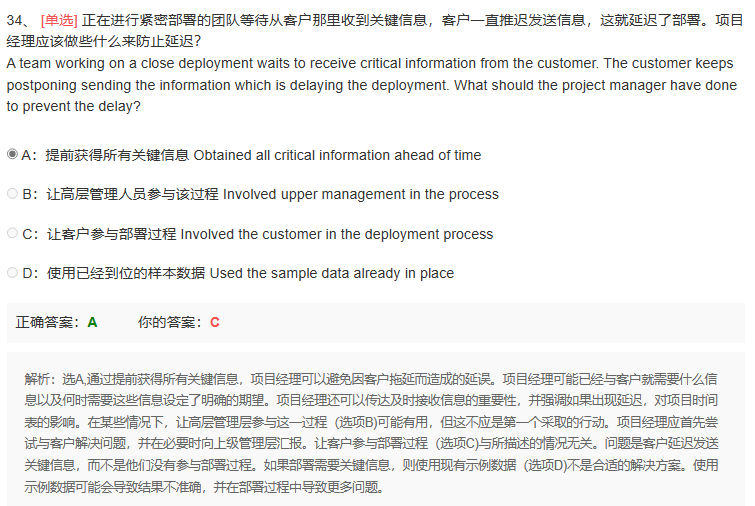 34、 [单选] 正在进行紧密部署的团队等待从客户那里收到关键信息，客户一直推迟发送信息，这就延迟了部署。项目
经理应该做些什么来防止延迟？
A team working on a close deployment waits to receive critical information from the customer. The customer keeps
postponing sending the information which is delaying the deployment. What should the project manager have done
to prevent the delay?
A：提前获得所有关键信息 Obtained all critical information ahead of time
B：让高层管理人员参与该过程 Involved upper management in the process
C：让客户参与部署过程 Involved the customer in the deployment process
D：使用已经到位的样本数据 Used the sample data already in place
正确答案：A 你的答案：C
解析：选A,通过提前获得所有关键信息，项目经理可以避免因客户拖延而造成的延误。项目经理可能已经与客户就需要什么信
息以及何时需要这些信息设定了明确的期望。项目经理还可以传达及时接收信息的重要性，并强调如果出现延迟，对项目时间
表的影响。在某些情况下，让高层管理层参与这一过程（选项B)可能有用，但这不应是第一个采取的行动。项目经理应首先尝
试与客户解决问题，并在必要时向上级管理层汇报。让客户参与部署过程（选项C)与所描述的情况无关。问题是客户延迟发送
关键信息，而不是他们没有参与部署过程。如果部署需要关键信息，则使用现有示例数据（选项D)不是合适的解决方案。使用
示例数据可能会导致结果不准确，并在部署过程中导致更多问题。